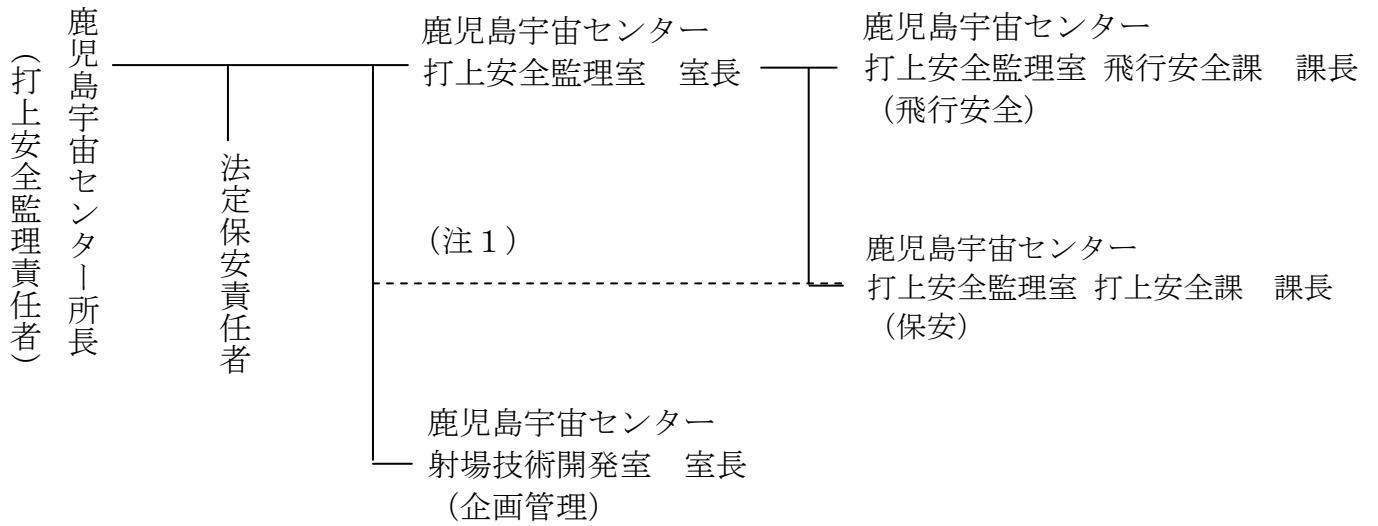 鹿児島宇宙センター所長
（打上安全監理責任者）
法定保安責任者
鹿児島宇宙センター
打上安全監理室　室長
（注１）
鹿児島宇宙センター
射場技術開発室　室長
（企画管理）
鹿児島宇宙センター
打上安全監理室 飛行安全課　課長
（飛行安全）
鹿児島宇宙センター
打上安全監理室 打上安全課　課長
（保安）